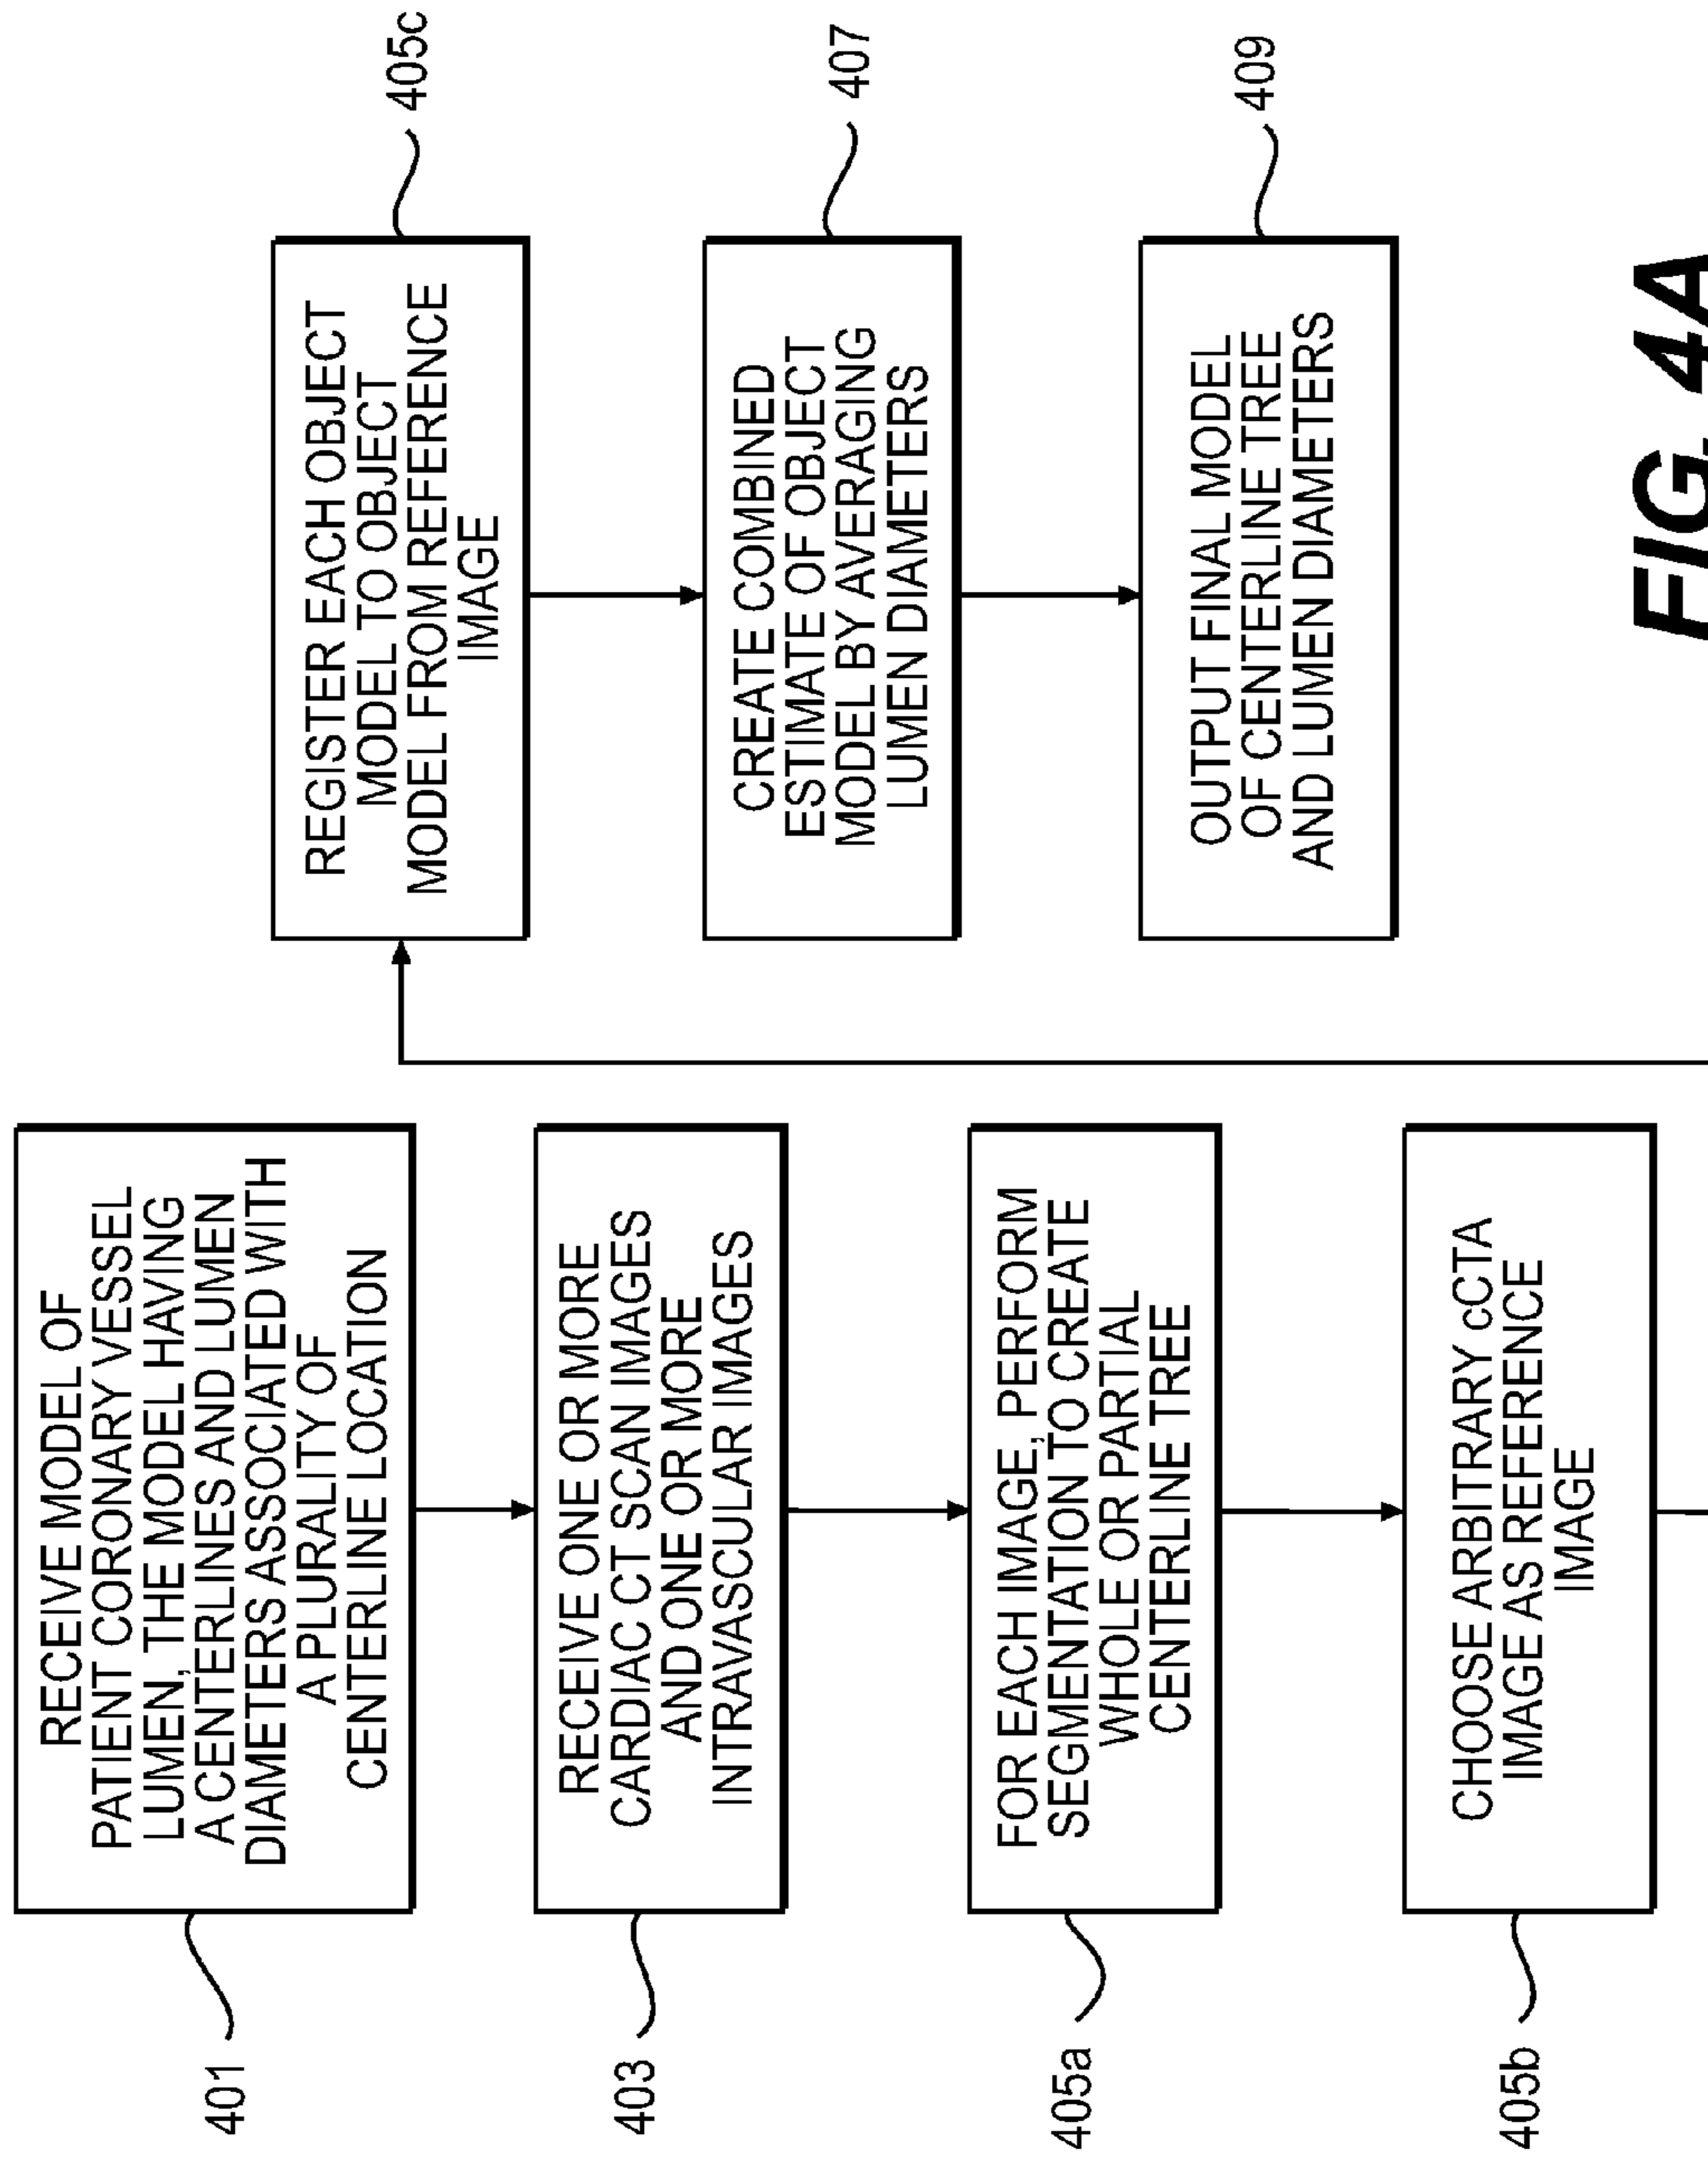 401
RECEIVE MODEL OF
PATIENT CORONARY VESSEL
LUMEN, THE MODEL HAVING
A CENTERLINES AND LUMEN
DIAMETERS ASSOCIATED WITH
A PLURALITY OF
CENTERLINE LOCATION
403
RECEIVE ONE OR MORE
CARDIAC CT SCAN IMAGES
AND ONE OR MORE
INTRAVASCULAR IMAGES
405a
FOR EACH IMAGE, PERFORM
SEGMENTATION TO CREATE
WHOLE OR PARTIAL
CENTERLINE TREE
405b
CHOOSE ARBITRARY cCTA
IMAGE AS REFERENCE
IMAGE
405c
REGISTER EACH OBJECT
MODEL TO OBJECT
MODEL FROM REFERENCE
IMAGE
407
CREATE COMBINED
ESTIMATE OF OBJECT
MODEL BY AVERAGING
LUMEN DIAMETERS
409
OUTPUT FINAL MODEL
OF CENTERLINE TREE
AND LUMEN DIAMETERS
FIG. 4A